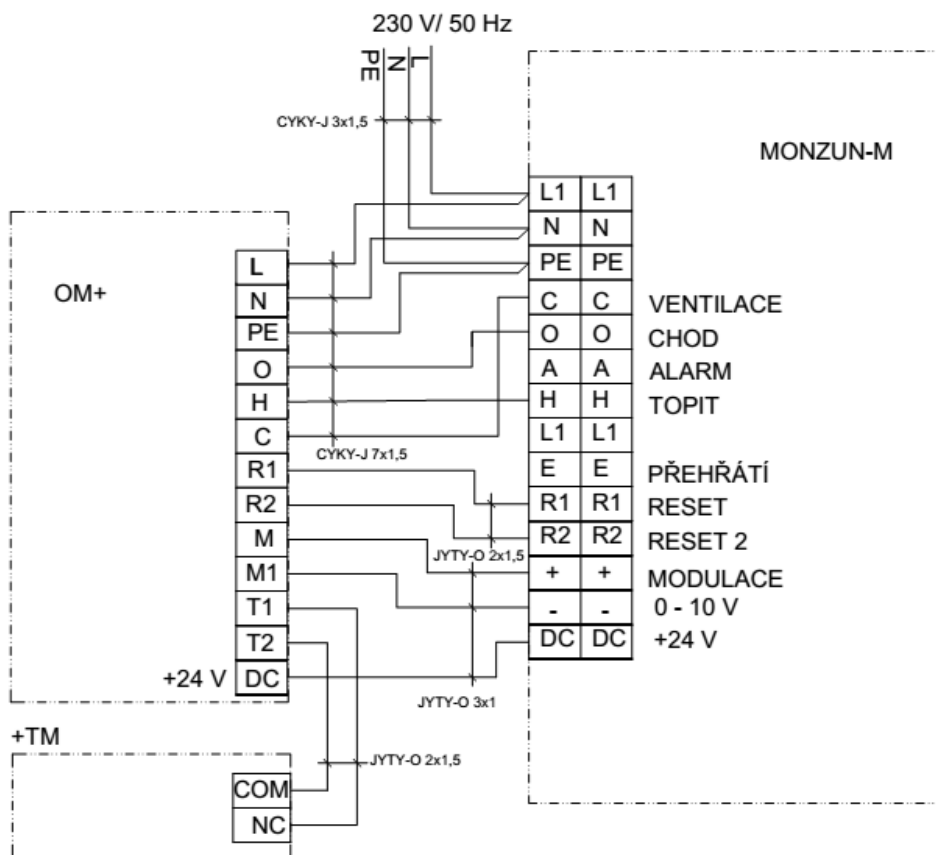 230 V/ 50 Hz
PE N L
CYKY-J 3x1,5
MONZUN-M
L1 L1
N N
PE PE
C C VENTILACE
O O CHOD
A A ALARM
H H TOPIT
L1 L1
E E PŘEHŘÁTÍ
R1 R1 RESET
R2 R2 RESET 2
+ + MODULACE
- - 0 - 10 V
DC DC +24 V
OM+
L
N
PE
O
H
C
R1
R2
M
M1
T1
T2
+24 V DC
CYKY-J 7x1,5
JYTY-O 2x1,5
JYTY-O 3x1
+TM
JYTY-O 2x1,5
COM
NC